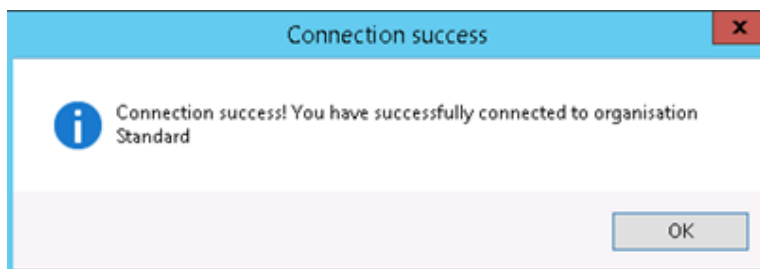 Connection success
x
Connection success! You have successfully connected to organisation
Standard
OK